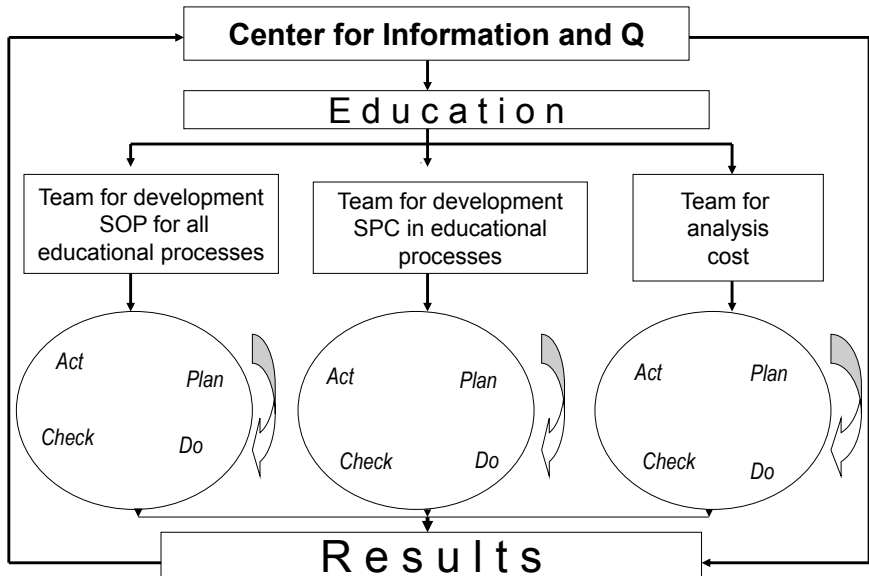 Center for Information and Q
Education
Team for development
SOP for all
educational processes
Team for development
SPC in educational
processes
Team for
analysis
cost
Act
Plan
Check
Do
Act
Plan
Check
Do
Act
Plan
Check
Do
Results